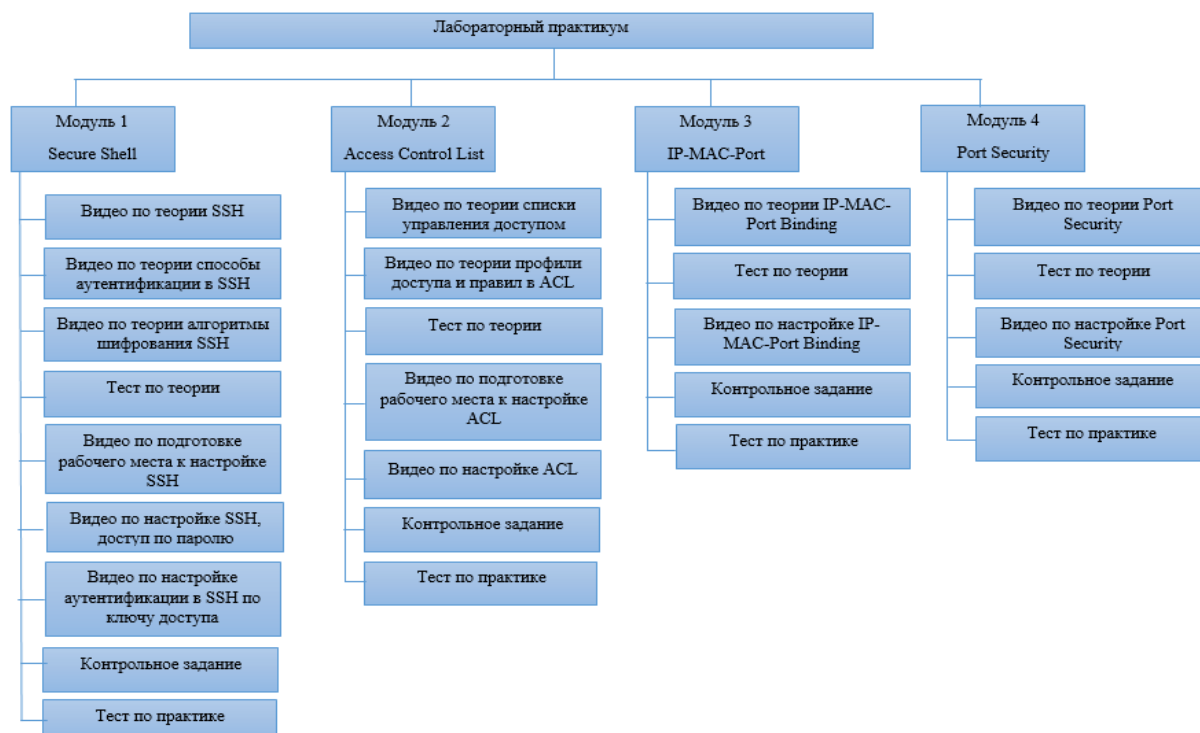 Лабораторный практикум
Модуль 1
Secure Shell
Видео по теории SSH
Видео по теории способы
аутентификации в SSH
Видео по теории алгоритмы
шифрования SSH
Тест по теории
Видео по подготовке
рабочего места к настройке
SSH
Видео по настройке SSH,
доступ по паролю
Видео по настройке
аутентификации в SSH по
ключу доступа
Контрольное задание
Тест по практике
Модуль 2
Access Control List
Видео по теории списки
управления доступом
Видео по теории профили
доступа и правил в ACL
Тест по теории
Видео по подготовке
рабочего места к настройке
ACL
Видео по настройке ACL
Контрольное задание
Тест по практике
Модуль 3
IP-MAC-Port
Видео по теории IP-MAC-
Port Binding
Тест по теории
Видео по настройке IP-
MAC-Port Binding
Контрольное задание
Тест по практике
Модуль 4
Port Security
Видео по теории Port
Security
Тест по теории
Видео по настройке Port
Security
Контрольное задание
Тест по практике